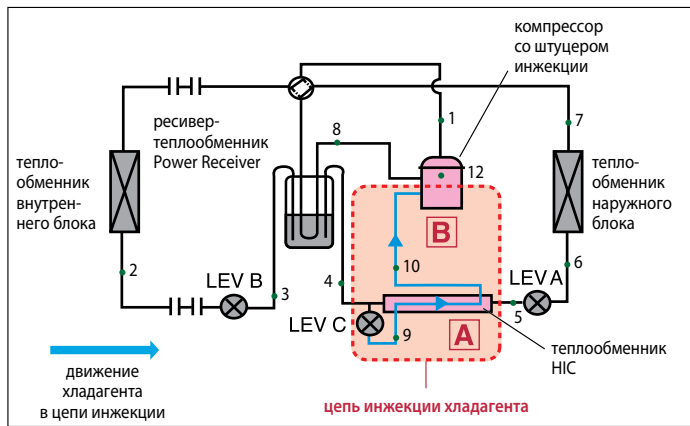 компрессор
со штуцером
инжекции
1
7
8
ресивер-
теплообменник
Power Receiver
тепло-
обменник
внутрен-
него блока
12
тепло-
обменник
наружного
блока
B
2
LEV B
3
4
10
6
LEV A
5
LEV C
9
A
теплообменник
HIC
движение
хладагента
в цепи инжекции
цепь инжекции хладагента